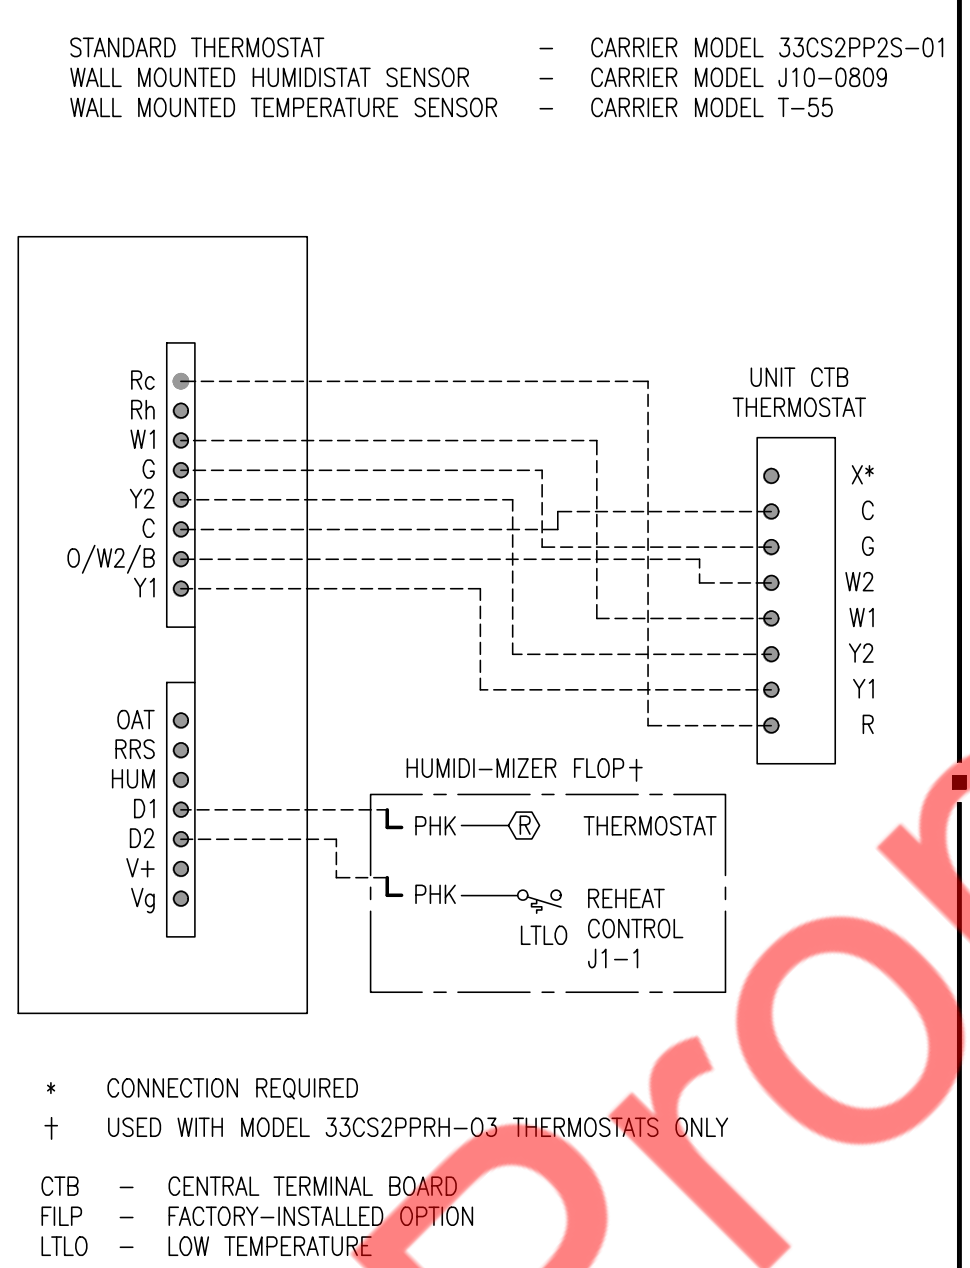 STANDARD THERMOSTAT – CARRIER MODEL 33CS2PP2S-01
WALL MOUNTED HUMIDISTAT SENSOR – CARRIER MODEL J10-0809
WALL MOUNTED TEMPERATURE SENSOR – CARRIER MODEL T-55
UNIT CTB
THERMOSTAT
Rc
Rh
W1
G
Y2
C
O/W2/B
Y1
X*
C
G
W2
W1
Y2
Y1
R
OAT
RRS
HUM
D1
D2
V+
Vg
HUMIDI-MIZER FLOP†
PHK R THERMOSTAT
PHK REHEAT
LTLO CONTROL
J1-1
* CONNECTION REQUIRED
† USED WITH MODEL 33CS2PPRH-03 THERMOSTATS ONLY
CTB – CENTRAL TERMINAL BOARD
FILP – FACTORY-INSTALLED OPTION
LTLO – LOW TEMPERATURE
Pror